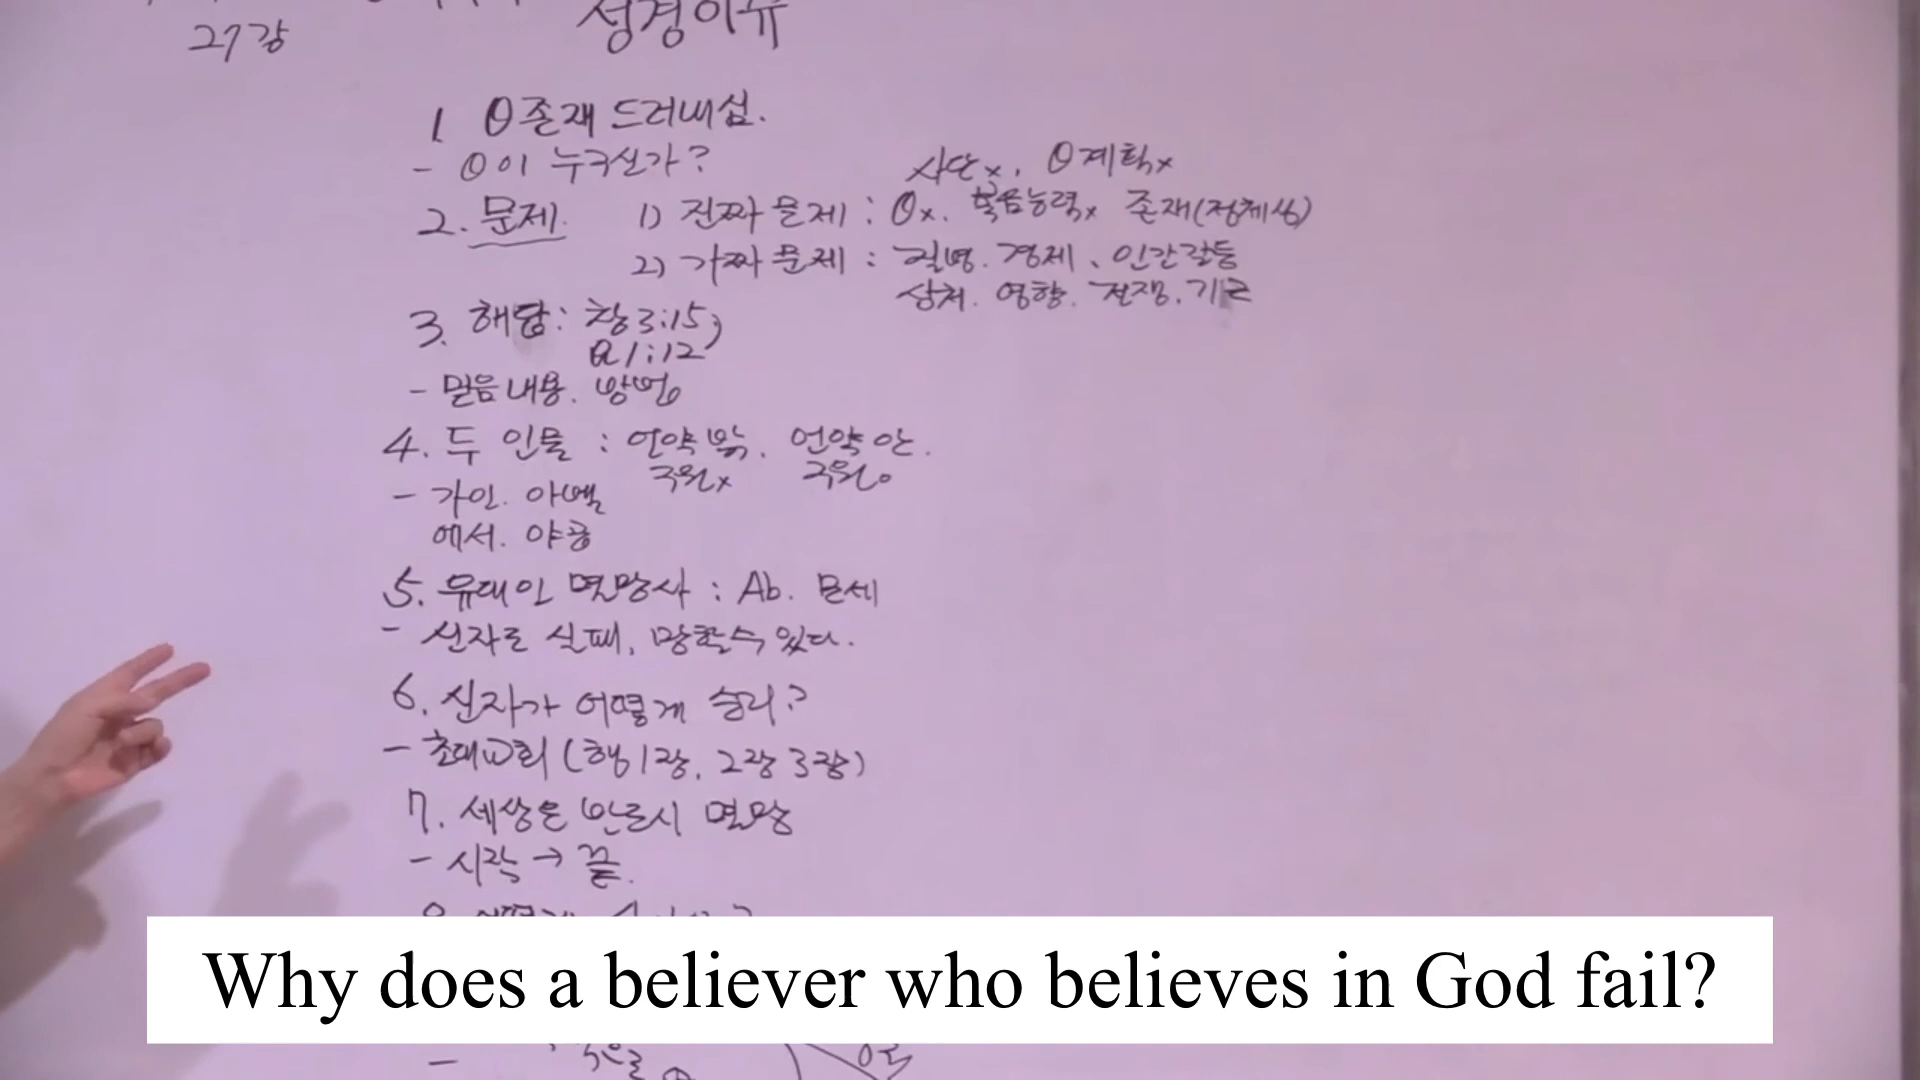 27강
성경이유
1. θ존재 드러내심.
- θ이 누구신가?
사단x, θ계획x
2. 문제. 1) 진짜 문제 : θx. 복음능력x 존재(정체성)
2) 가짜 문제 : 질병. 경제、인간갈등
상처. 영향. 전쟁. 기근
3. 해답 : 창3:15,
요1:12
- 믿음내용. 방법
4. 두 인물 : 언약밖. 언약안.
구원x 구원o
- 가인. 아벨
에서. 야곱
5. 유대인 멸망사 : Ab. 모세
- 신자로 실패, 망할수 있다.
6. 신자가 어떻게 승리?
- 초대교회 (행1장, 2장 3장)
7. 세상은 반드시 멸망
- 시작 → 끝.
Why does a believer who believes in God fail?